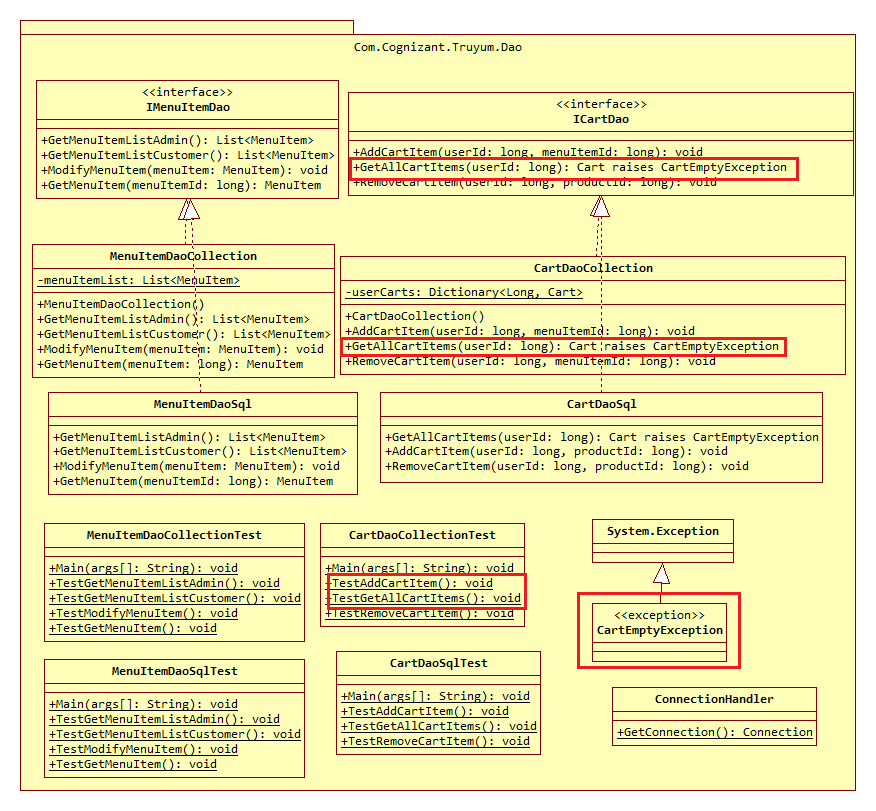 Com.Cognizant.Truyum.Dao
<<interface>>
IMenuItemDao
+GetMenuItemListAdmin(): List<MenuItem>
+GetMenuItemListCustomer(): List<MenuItem>
+ModifyMenuItem(menuItem: MenuItem): void
+GetMenuItem(menuItemId: long): MenuItem
<<interface>>
ICartDao
+AddCartItem(userId: long, menuItemId: long): void
+GetAllCartItems(userId: long): Cart raises CartEmptyException
+RemoveCartItem(userId: long, productId: long): void
MenuItemDaoCollection
-menuItemList: List<MenuItem>
+MenuItemDaoCollection()
+GetMenuItemListAdmin(): List<MenuItem>
+GetMenuItemListCustomer(): List<MenuItem>
+ModifyMenuItem(menuItem: MenuItem): void
+GetMenuItem(menuItem: long): MenuItem
CartDaoCollection
-userCarts: Dictionary<Long, Cart>
+CartDaoCollection()
+AddCartItem(userId: long, menuItemId: long): void
+GetAllCartItems(userId: long): Cart raises CartEmptyException
+RemoveCartItem(userId: long, menuItemId: long): void
MenuItemDaoSql
+GetMenuItemListAdmin(): List<MenuItem>
+GetMenuItemListCustomer(): List<MenuItem>
+ModifyMenuItem(menuItem: MenuItem): void
+GetMenuItem(menuItemId: long): MenuItem
CartDaoSql
+GetAllCartItems(userId: long): Cart raises CartEmptyException
+AddCartItem(userId: long, productId: long): void
+RemoveCartItem(userId: long, productId: long): void
MenuItemDaoCollectionTest
+Main(args[]: String): void
+TestGetMenuItemListAdmin(): void
+TestGetMenuItemListCustomer(): void
+TestModifyMenuItem(): void
+TestGetMenuItem(): void
CartDaoCollectionTest
+Main(args[]: String): void
+TestAddCartItem(): void
+TestGetAllCartItems(): void
+TestRemoveCartItem(): void
System.Exception
<<exception>>
CartEmptyException
MenuItemDaoSqlTest
+Main(args[]: String): void
+TestGetMenuItemListAdmin(): void
+TestGetMenuItemListCustomer(): void
+TestModifyMenuItem(): void
+TestGetMenuItem(): void
CartDaoSqlTest
+Main(args[]: String): void
+TestAddCartItem(): void
+TestGetAllCartItems(): void
+TestRemoveCartItem(): void
ConnectionHandler
+GetConnection(): Connection